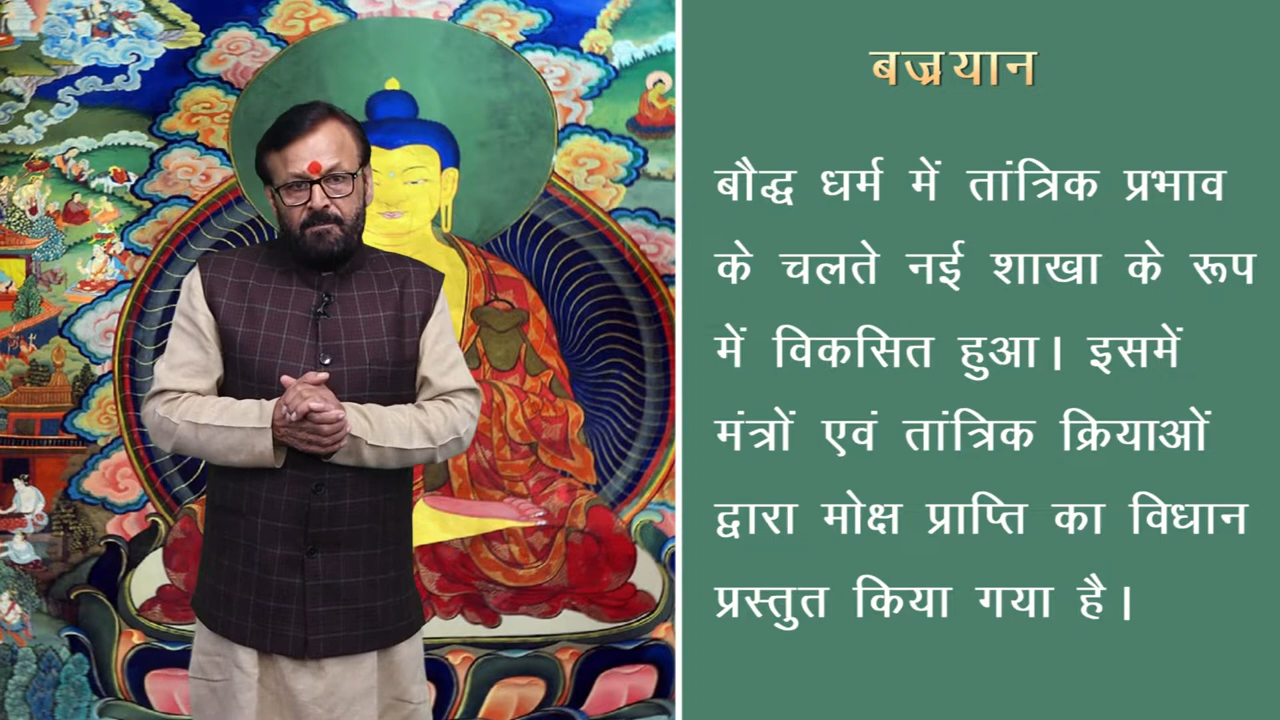 बज्रयान
बौद्ध धर्म में तांत्रिक प्रभाव
के चलते नई शाखा के रूप
में विकसित हुआ। इसमें
मंत्रों एवं तांत्रिक क्रियाओं
द्वारा मोक्ष प्राप्ति का विधान
प्रस्तुत किया गया है।